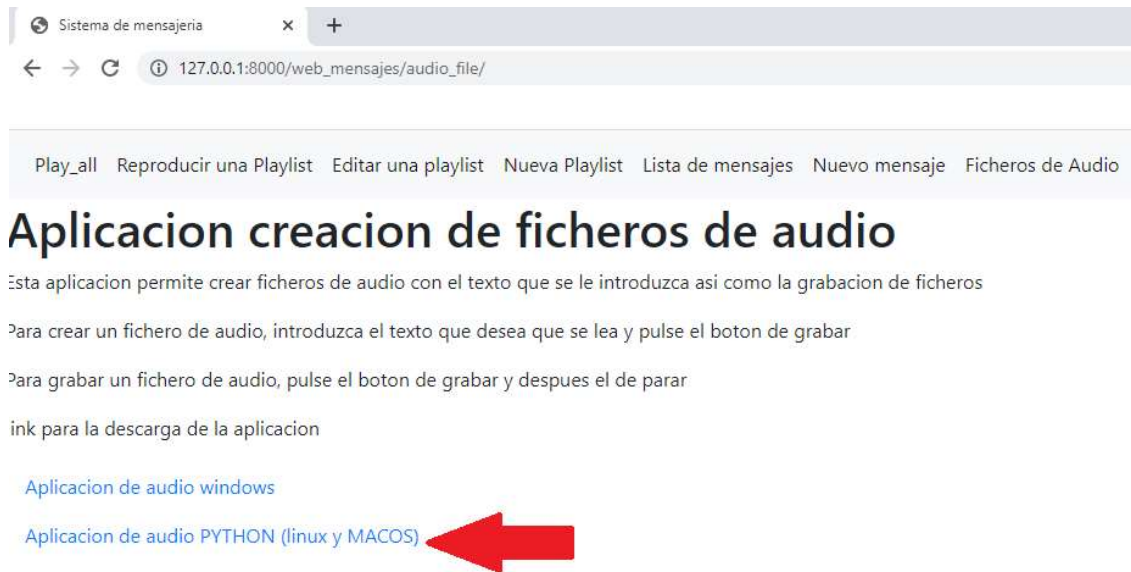 Sistema de mensajeria
127.0.0.1:8000/web_mensajes/audio_file/
Play_all Reproducir una Playlist Editar una playlist Nueva Playlist Lista de mensajes Nuevo mensaje Ficheros de Audio
Aplicacion creacion de ficheros de audio
Esta aplicacion permite crear ficheros de audio con el texto que se le introduzca asi como la grabacion de ficheros
Para crear un fichero de audio, introduzca el texto que desea que se lea y pulse el boton de grabar
Para grabar un fichero de audio, pulse el boton de grabar y despues el de parar
ink para la descarga de la aplicacion
Aplicacion de audio windows
Aplicacion de audio PYTHON (linux y MACOS)